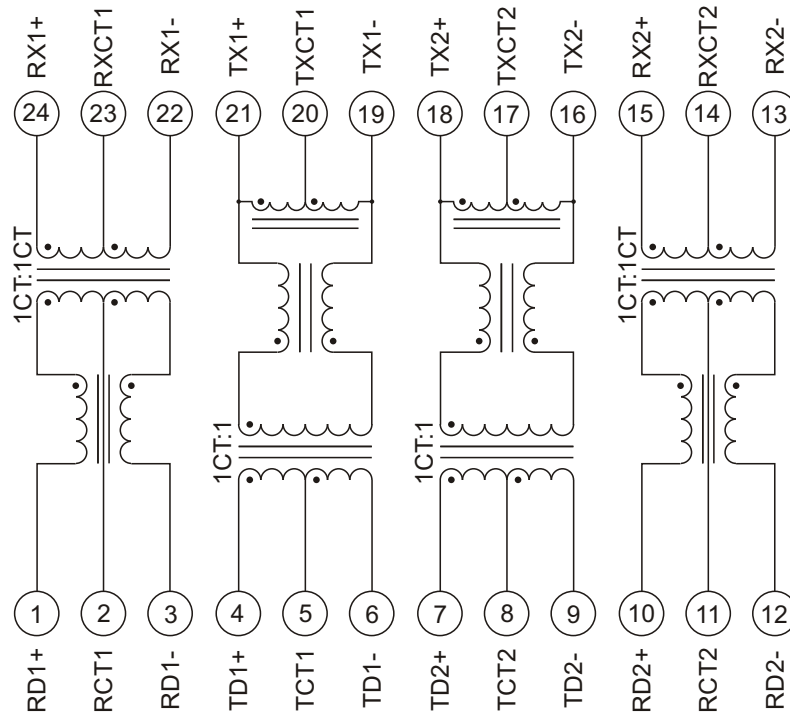 RX1+ RXCT1 RX1- TX1+ TXCT1 TX1- TX2+ TXCT2 TX2- RX2+ RXCT2 RX2-
24 23 22 21 20 19 18 17 16 15 14 13
1CT:1CT 1CT:1CT
1CT:1 1CT:1
1 2 3 4 5 6 7 8 9 10 11 12
RD1+ RCT1 RD1- TD1+ TCT1 TD1- TD2+ TCT2 TD2- RD2+ RCT2 RD2-